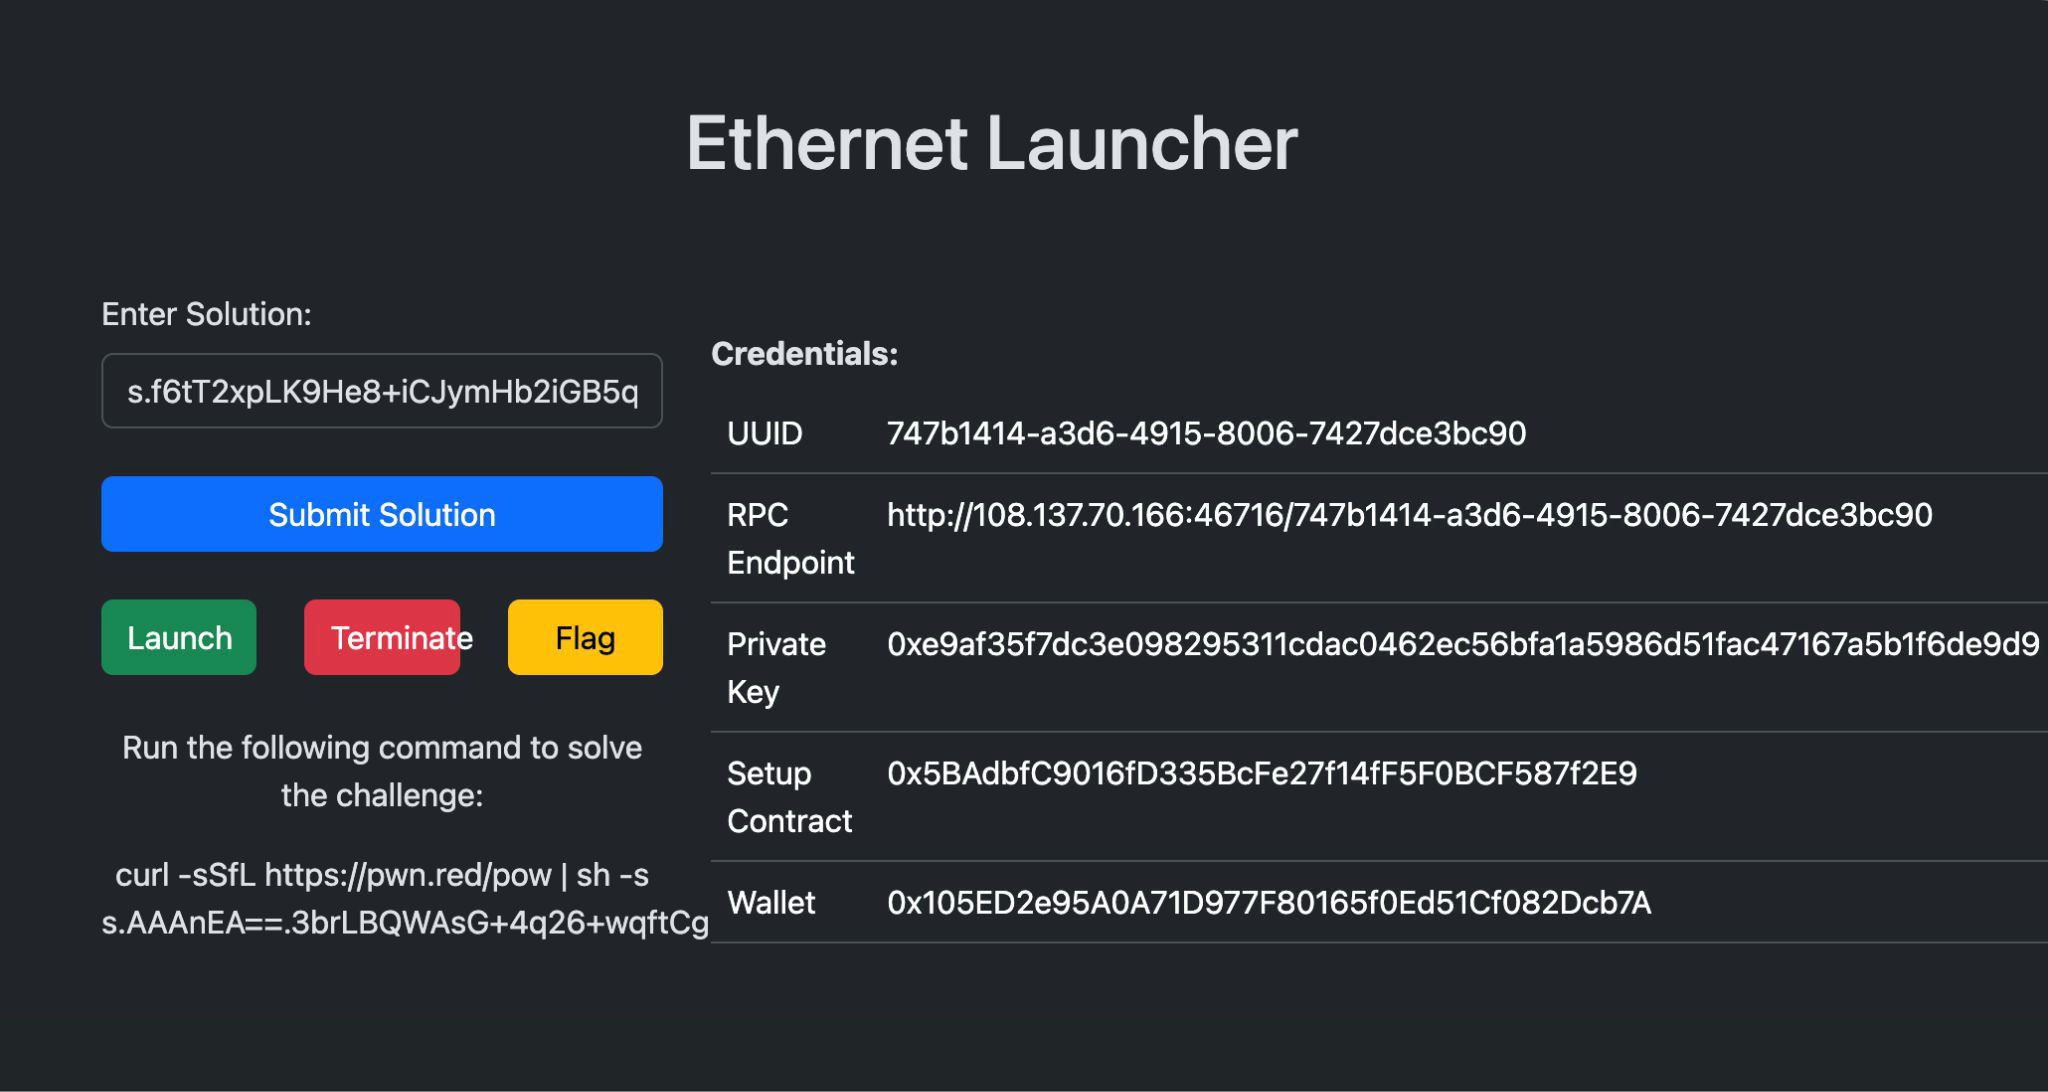 Ethernet Launcher
Enter Solution:
s.f6tT2xpLK9He8+iCJymHb2iGB5q
Submit Solution
Launch
Terminate
Flag
Run the following command to solve
the challenge:
curl -sSfL https://pwn.red/pow | sh -s
s.AAAnEA==.3brLBQWAsG+4q26+wqftCg
Credentials:
UUID 747b1414-a3d6-4915-8006-7427dce3bc90
RPC http://108.137.70.166:46716/747b1414-a3d6-4915-8006-7427dce3bc90
Endpoint
Private 0xe9af35f7dc3e098295311cdac0462ec56bfa1a5986d51fac47167a5b1f6de9d9
Key
Setup 0x5BAdbfC9016fD335BcFe27f14fF5F0BCF587f2E9
Contract
Wallet 0x105ED2e95A0A71D977F80165f0Ed51Cf082Dcb7A